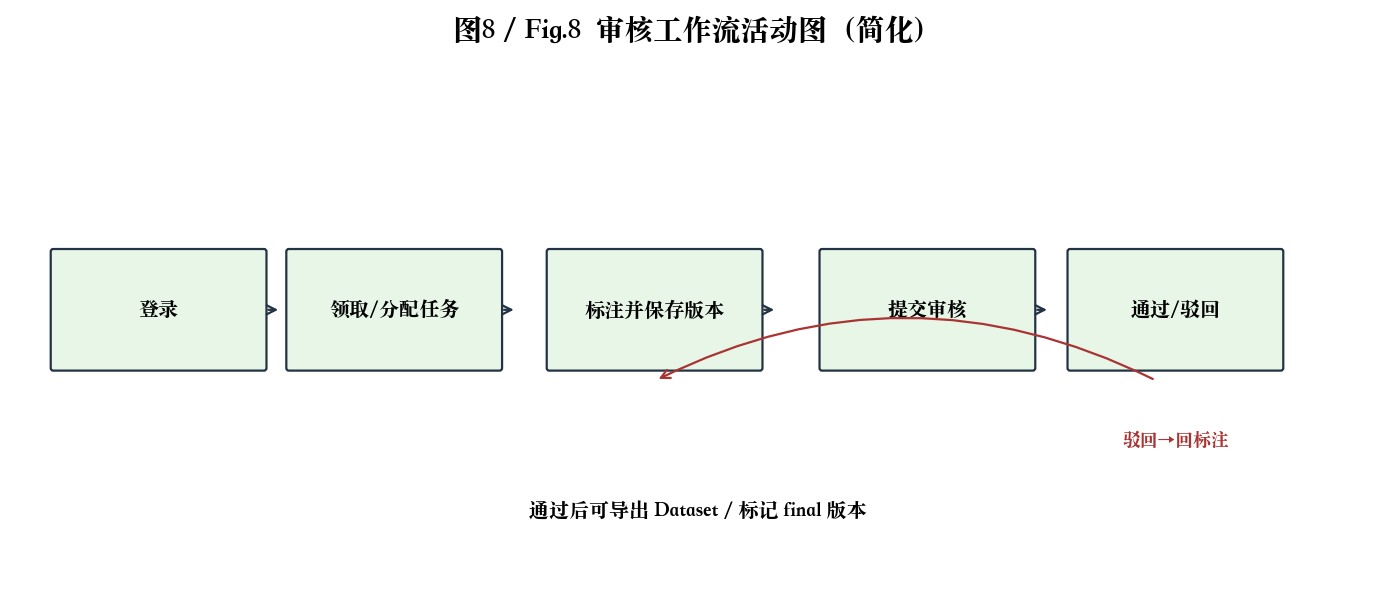 图8 / Fig.8 审核工作流活动图（简化）
登录
领取/分配任务
标注并保存版本
提交审核
通过/驳回
驳回→回标注
通过后可导出 Dataset / 标记 final 版本